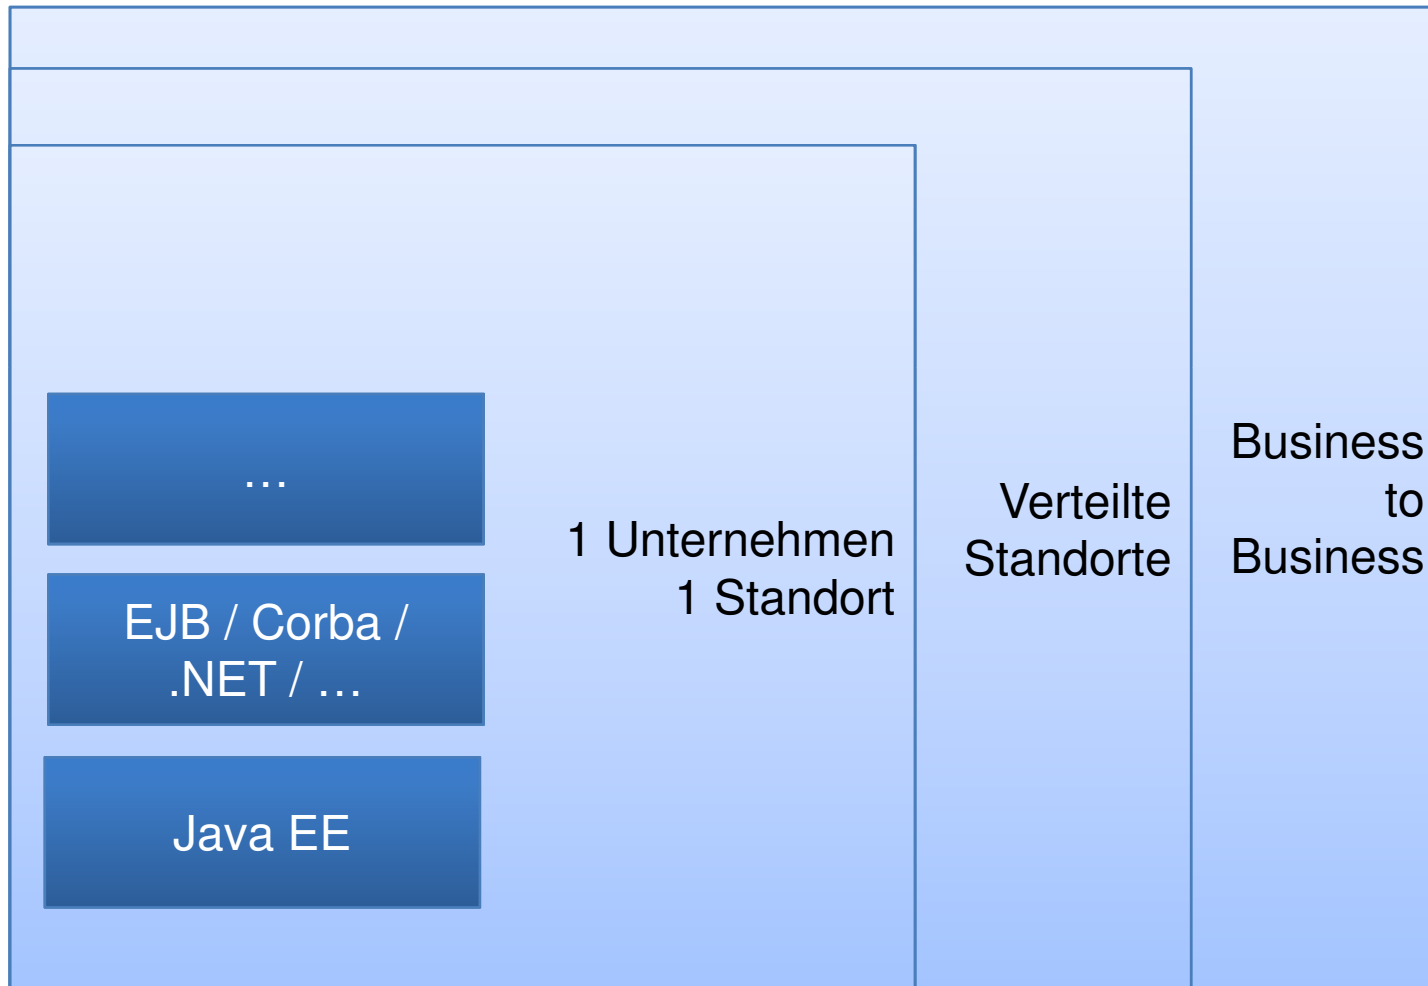 …
EJB / Corba /
.NET / …
Java EE
1 Unternehmen
1 Standort
Verteilte
Standorte
Business
to
Business